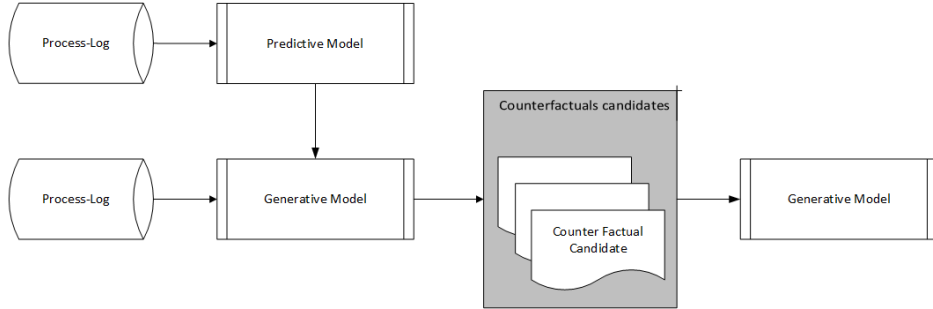 Process-Log
Predictive Model
Counterfactuals candidates
Process-Log
Generative Model
Counter Factual
Candidate
Generative Model